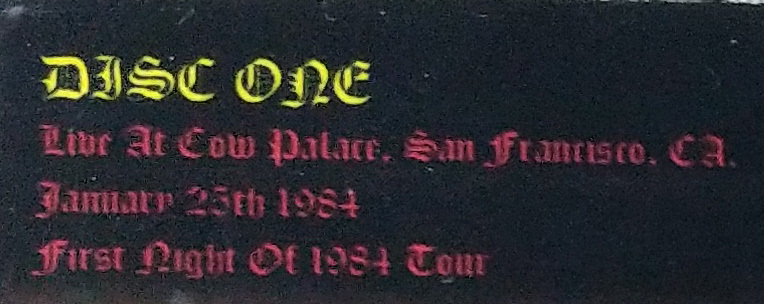 DISC ONE
Live At Cow Palace, San Francisco, CA.
January 25th 1984
First Night Of 1984 Tour